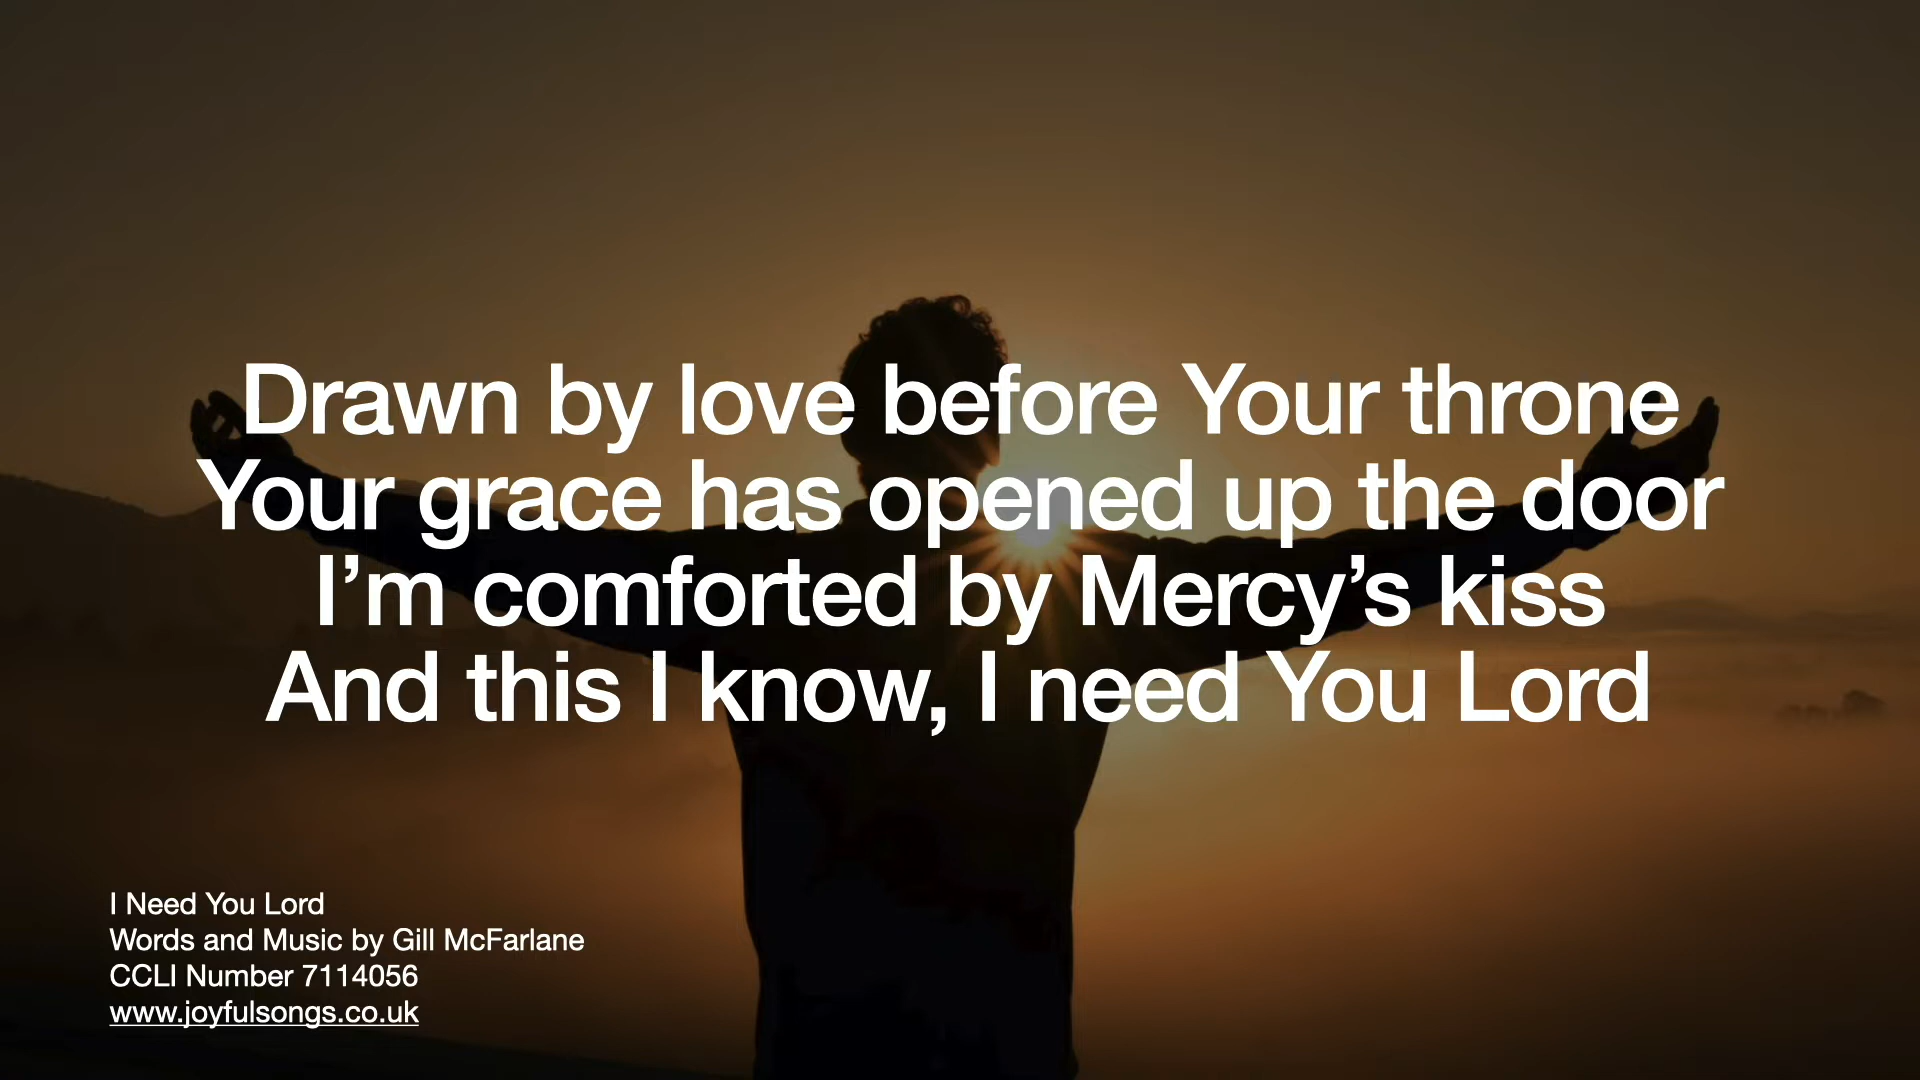 Drawn by love before Your throne
Your grace has opened up the door
I’m comforted by Mercy’s kiss
And this I know, I need You Lord
I Need You Lord
Words and Music by Gill McFarlane
CCLI Number 7114056
www.joyfulsongs.co.uk